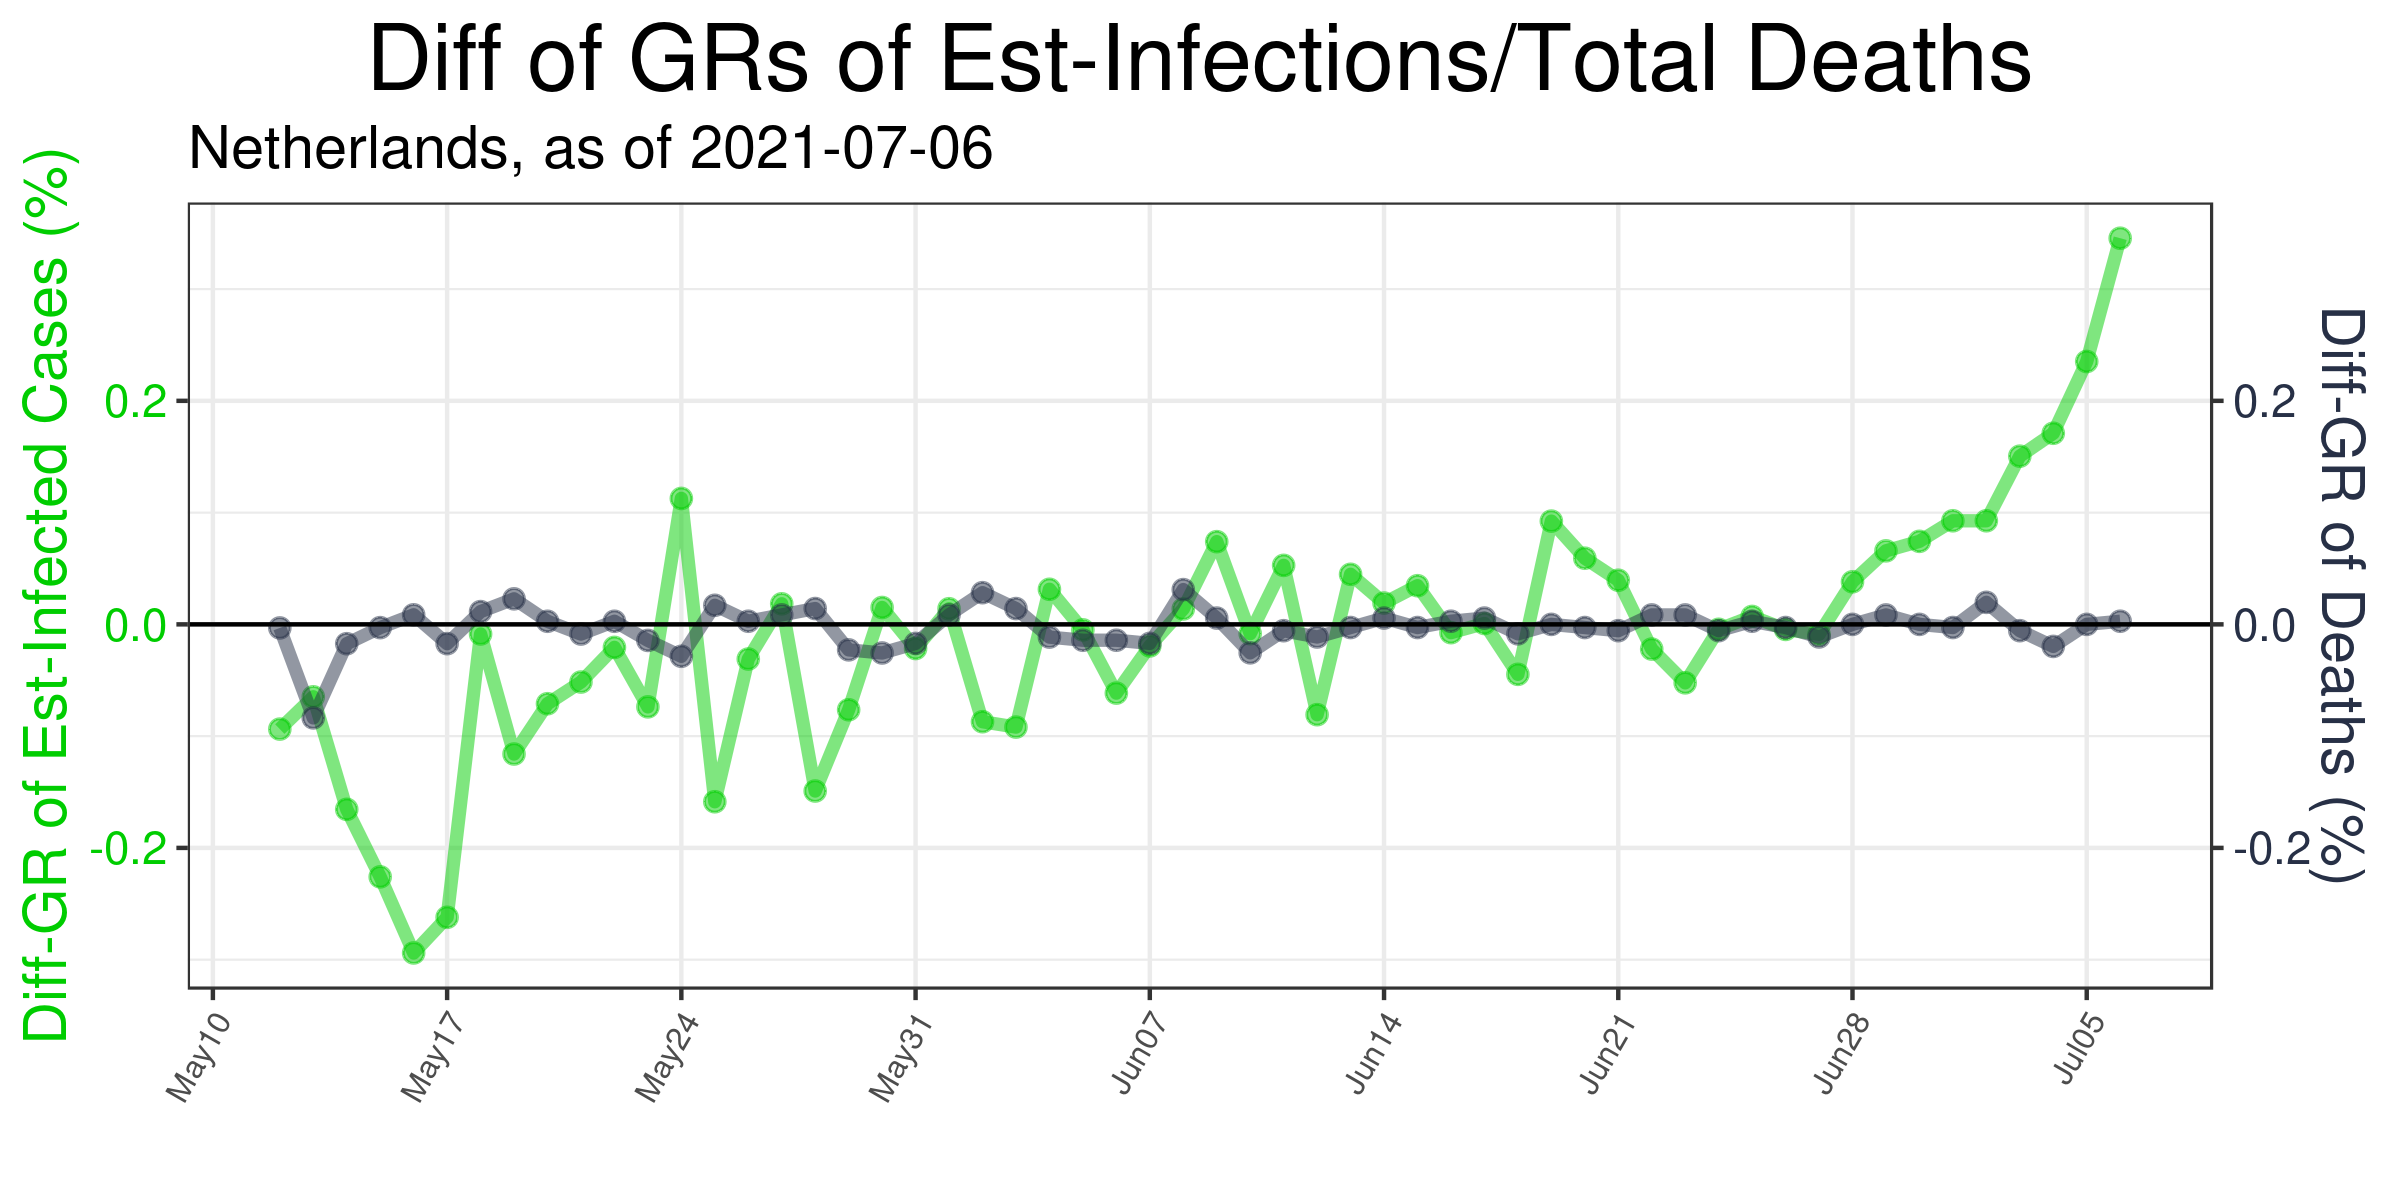 Diff of GRs of Est-Infections/Total Deaths
Netherlands, as of 2021-07-06
Diff-GR of Est-Infected Cases (%)
0.2
0.0
-0.2
0.2
0.0
-0.2
Diff-GR of Deaths (%)
May10
May17
May24
May31
Jun07
Jun14
Jun21
Jun28
Jul05